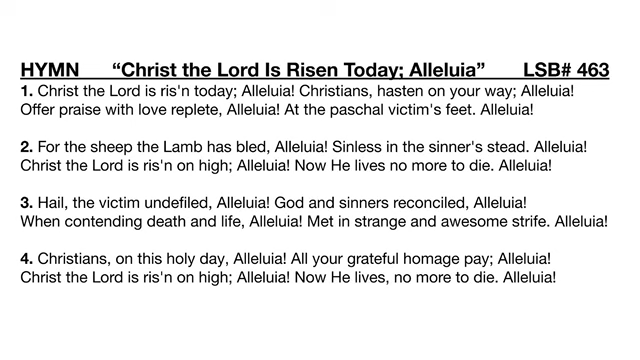 HYMN “Christ the Lord Is Risen Today; Alleluia” LSB# 463
1. Christ the Lord is ris'n today; Alleluia! Christians, hasten on your way; Alleluia!
Offer praise with love replete, Alleluia! At the paschal victim's feet. Alleluia!
2. For the sheep the Lamb has bled, Alleluia! Sinless in the sinner's stead. Alleluia!
Christ the Lord is ris'n on high; Alleluia! Now He lives no more to die. Alleluia!
3. Hail, the victim undefiled, Alleluia! God and sinners reconciled, Alleluia!
When contending death and life, Alleluia! Met in strange and awesome strife. Alleluia!
4. Christians, on this holy day, Alleluia! All your grateful homage pay; Alleluia!
Christ the Lord is ris'n on high; Alleluia! Now He lives, no more to die. Alleluia!